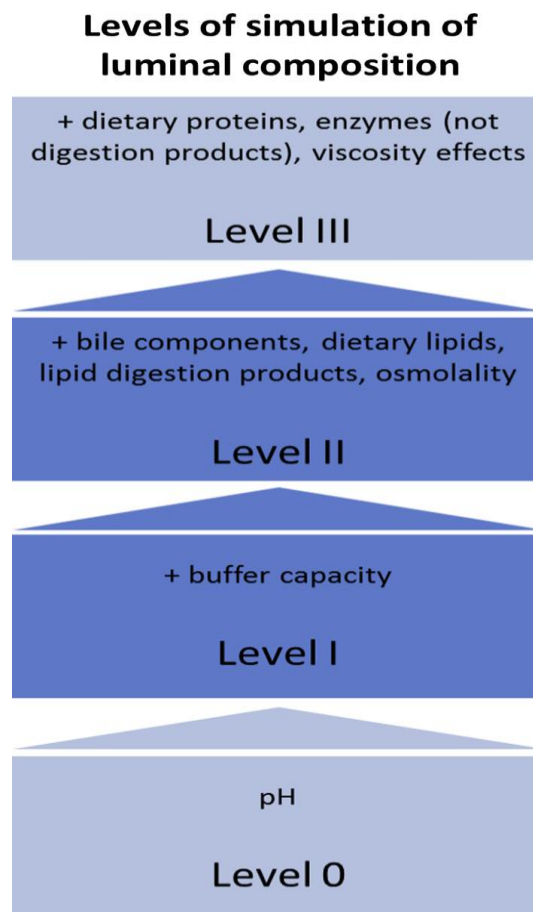 Levels of simulation of
luminal composition
+ dietary proteins, enzymes (not
digestion products), viscosity effects
Level III
+ bile components, dietary lipids,
lipid digestion products, osmolality
Level II
+ buffer capacity
Level I
pH
Level 0